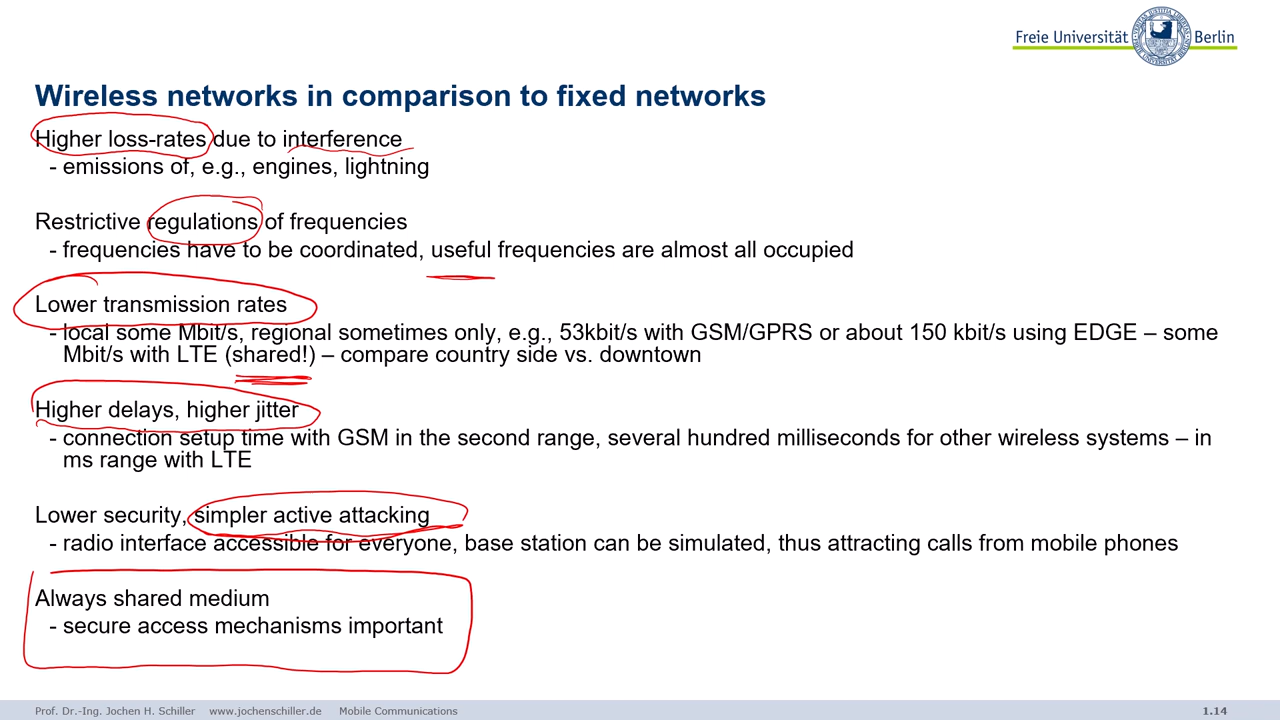 Freie Universität Berlin
Wireless networks in comparison to fixed networks
Higher loss-rates due to interference
- emissions of, e.g., engines, lightning
Restrictive regulations of frequencies
- frequencies have to be coordinated, useful frequencies are almost all occupied
Lower transmission rates
- local some Mbit/s, regional sometimes only, e.g., 53kbit/s with GSM/GPRS or about 150 kbit/s using EDGE – some
Mbit/s with LTE (shared!) – compare country side vs. downtown
Higher delays, higher jitter
- connection setup time with GSM in the second range, several hundred milliseconds for other wireless systems – in
ms range with LTE
Lower security, simpler active attacking
- radio interface accessible for everyone, base station can be simulated, thus attracting calls from mobile phones
Always shared medium
- secure access mechanisms important
Prof. Dr.-Ing. Jochen H. Schiller www.jochenschiller.de Mobile Communications 1.14